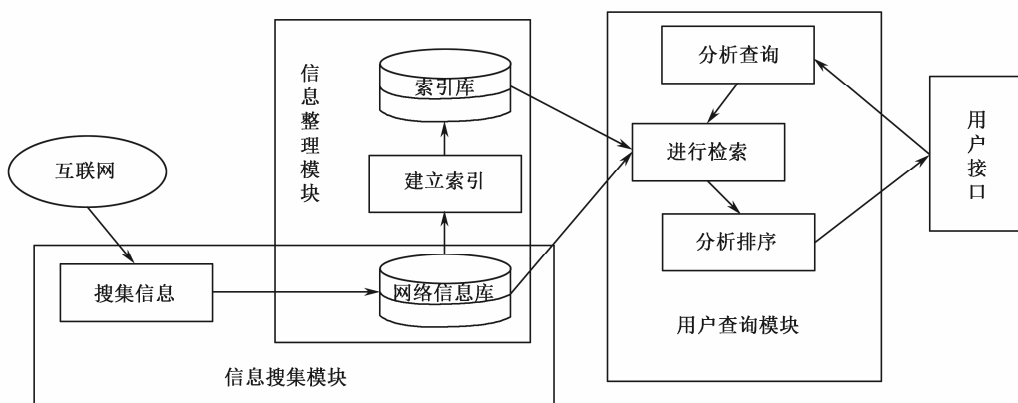 互联网
搜集信息
信息搜集模块
信息整理模块
索引库
建立索引
网络信息库
分析查询
进行检索
分析排序
用户查询模块
用户接口